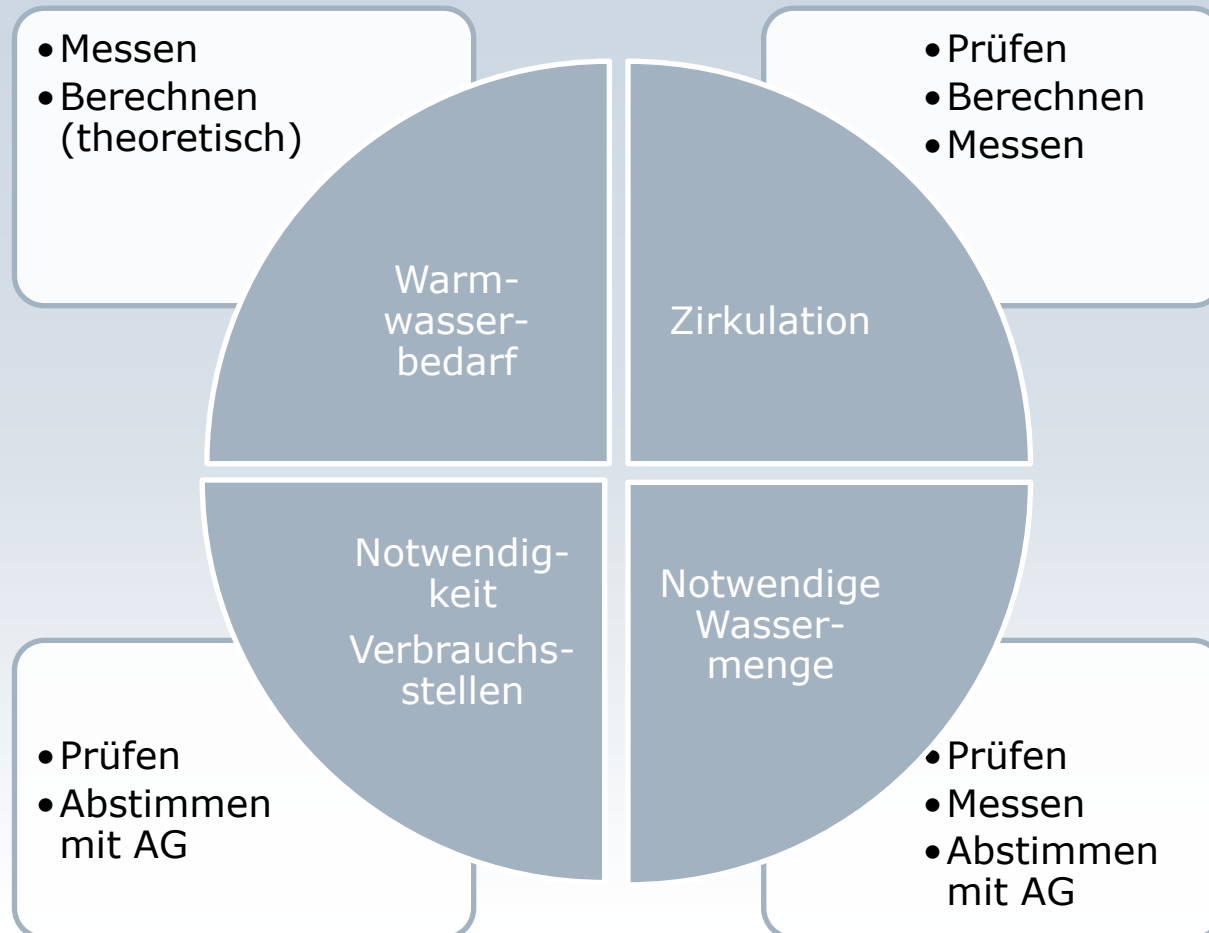 • Messen
• Berechnen
(theoretisch)
• Prüfen
• Berechnen
• Messen
Warm-
wasser-
bedarf
Zirkulation
Notwendig-
keit
Verbrauchs-
stellen
Notwendige
Wasser-
menge
• Prüfen
• Abstimmen
mit AG
• Prüfen
• Messen
• Abstimmen
mit AG